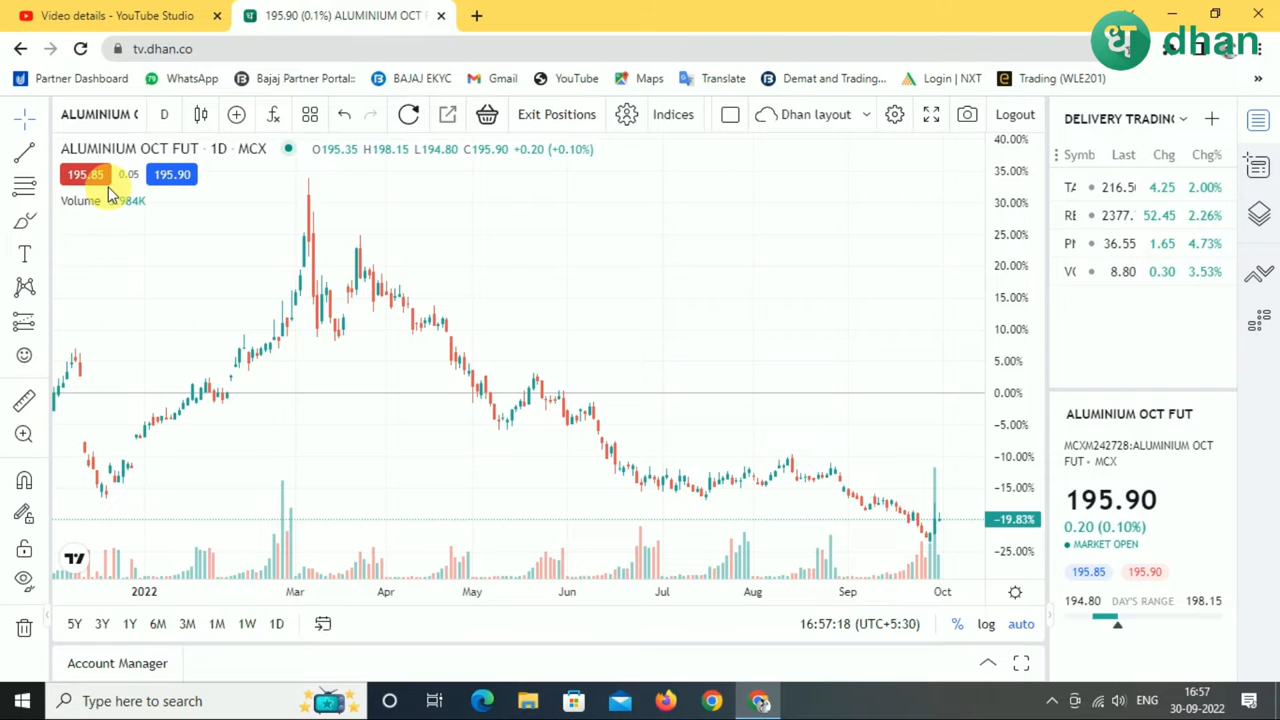 Video details - YouTube Studio
195.90 (0.1%) ALUMINIUM OCT F
धा dhan
tv.dhan.co
Partner Dashboard
WhatsApp
Bajaj Partner Portal::
BAJAJ EKYC
Gmail
YouTube
Maps
Translate
Demat and Trading...
Login | NXT
Trading (WLE201)
ALUMINIUM C
D
Exit Positions
Indices
Dhan layout
Logout
DELIVERY TRADING
ALUMINIUM OCT FUT · 1D · MCX
O195.35 H198.15 L194.80 C195.90 +0.20 (+0.10%)
195.85 0.05 195.90
Volume 984K
Symb Last Chg Chg%
TA 216.5 4.25 2.00%
RE 2377. 52.45 2.26%
PN 36.55 1.65 4.73%
VO 8.80 0.30 3.53%
40.00%
35.00%
30.00%
25.00%
20.00%
15.00%
10.00%
5.00%
0.00%
-5.00%
-10.00%
-15.00%
-19.83%
-25.00%
2022 Mar Apr May Jun Jul Aug Sep Oct
ALUMINIUM OCT FUT
MCXM242728:ALUMINIUM OCT
FUT • MCX
195.90
0.20 (0.10%)
MARKET OPEN
195.85 195.90
194.80 DAY'S RANGE 198.15
5Y 3Y 1Y 6M 3M 1M 1W 1D
16:57:18 (UTC+5:30)
% log auto
Account Manager
Type here to search
ENG
16:57
30-09-2022